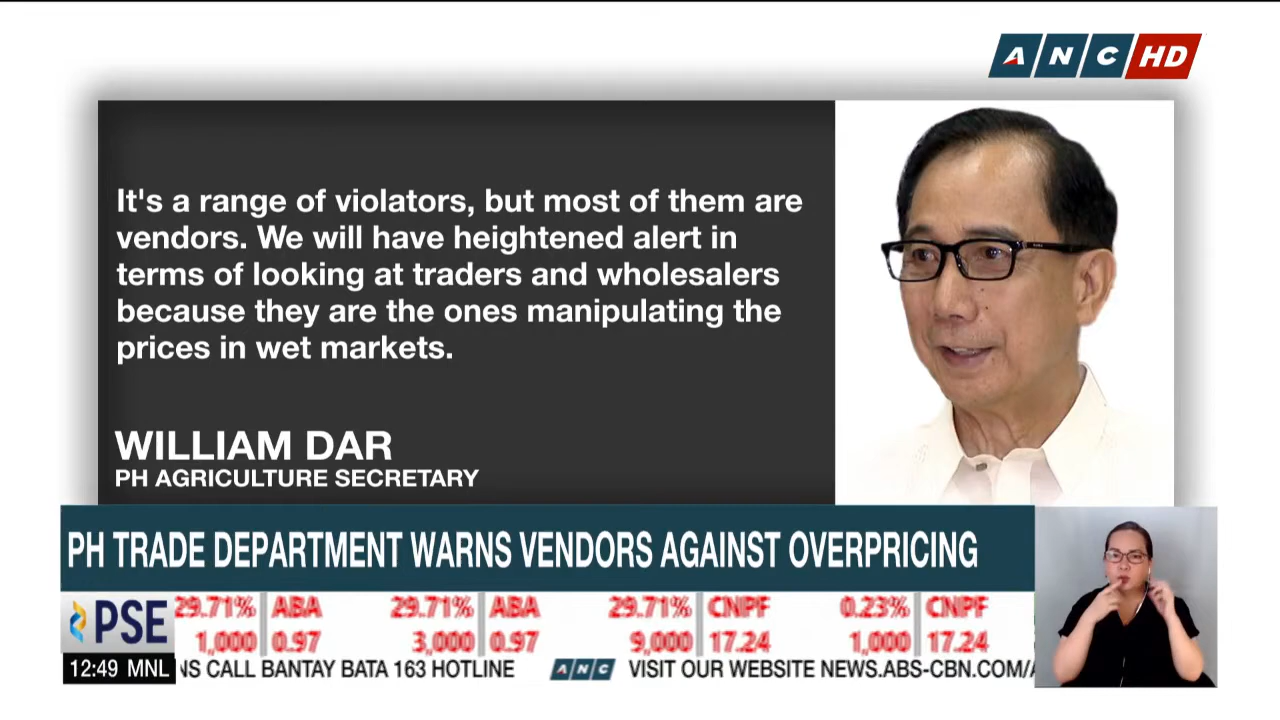 ANC HD
It's a range of violators, but most of them are
vendors. We will have heightened alert in
terms of looking at traders and wholesalers
because they are the ones manipulating the
prices in wet markets.
WILLIAM DAR
PH AGRICULTURE SECRETARY
PH TRADE DEPARTMENT WARNS VENDORS AGAINST OVERPRICING
PSE
29.71% ABA 29.71% ABA 29.71% CNPF 0.23% CNPF
1,000 0.97 3,000 0.97 9,000 17.24 1,000 17.24
12:49 MNL NS CALL BANTAY BATA 163 HOTLINE ANC VISIT OUR WEBSITE NEWS.ABS-CBN.COM/